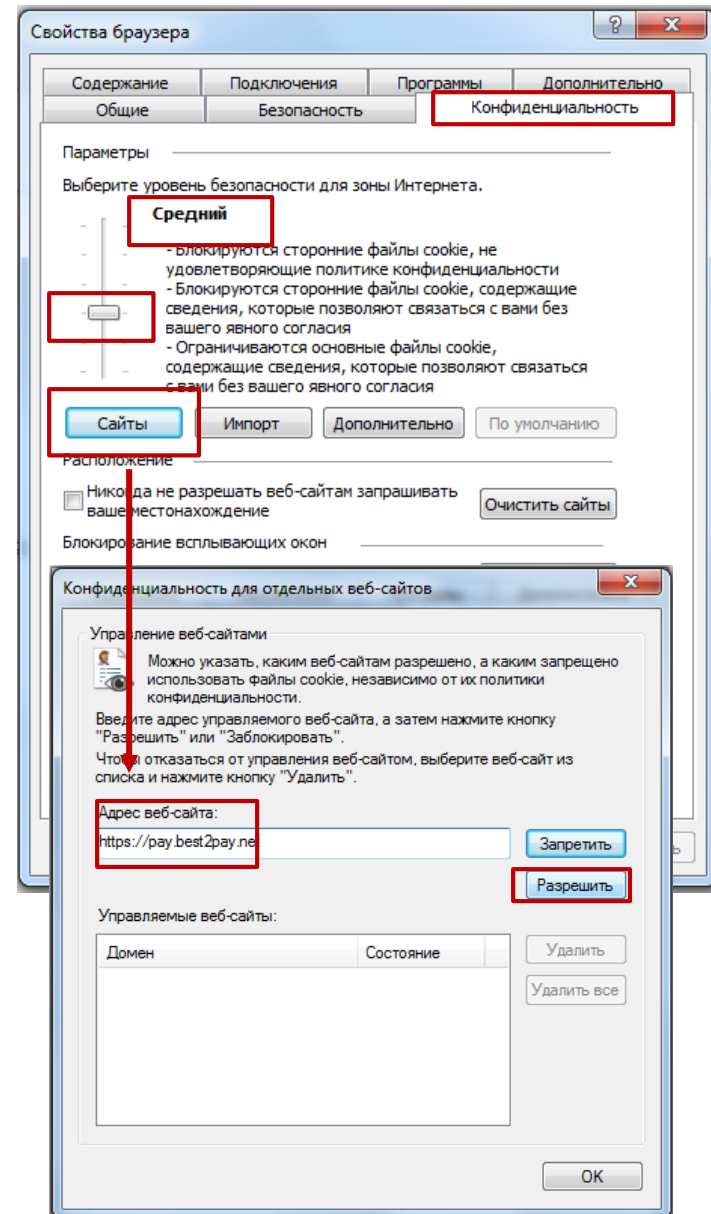 Свойства браузера
Содержание Подключения Программы Дополнительно
Общие Безопасность Конфиденциальность
Параметры
Выберите уровень безопасности для зоны Интернета.
Средний
- Блокируются сторонние файлы cookie, не
удовлетворяющие политике конфиденциальности
- Блокируются сторонние файлы cookie, содержащие
сведения, которые позволяют связаться с вами без
вашего явного согласия
- Ограничиваются основные файлы cookie,
содержащие сведения, которые позволяют связаться
с вами без вашего явного согласия
Сайты Импорт Дополнительно По умолчанию
Расположение
Никогда не разрешать веб-сайтам запрашивать
ваше местонахождение
Очистить сайты
Блокирование всплывающих окон
Конфиденциальность для отдельных веб-сайтов
Управление веб-сайтами
Можно указать, каким веб-сайтам разрешено, а каким запрещено
использовать файлы cookie, независимо от их политики
конфиденциальности.
Введите адрес управляемого веб-сайта, а затем нажмите кнопку
"Разрешить" или "Заблокировать".
Чтобы отказаться от управления веб-сайтом, выберите веб-сайт из
списка и нажмите кнопку "Удалить".
Адрес веб-сайта:
https://pay.best2pay.net
Запретить
Разрешить
Управляемые веб-сайты:
Домен Состояние
Удалить
Удалить все
OK